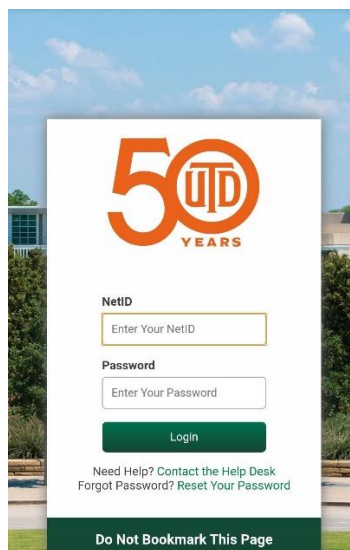 50
UTD
YEARS
NetID
Enter Your NetID
Password
Enter Your Password
Login
Need Help? Contact the Help Desk
Forgot Password? Reset Your Password
Do Not Bookmark This Page